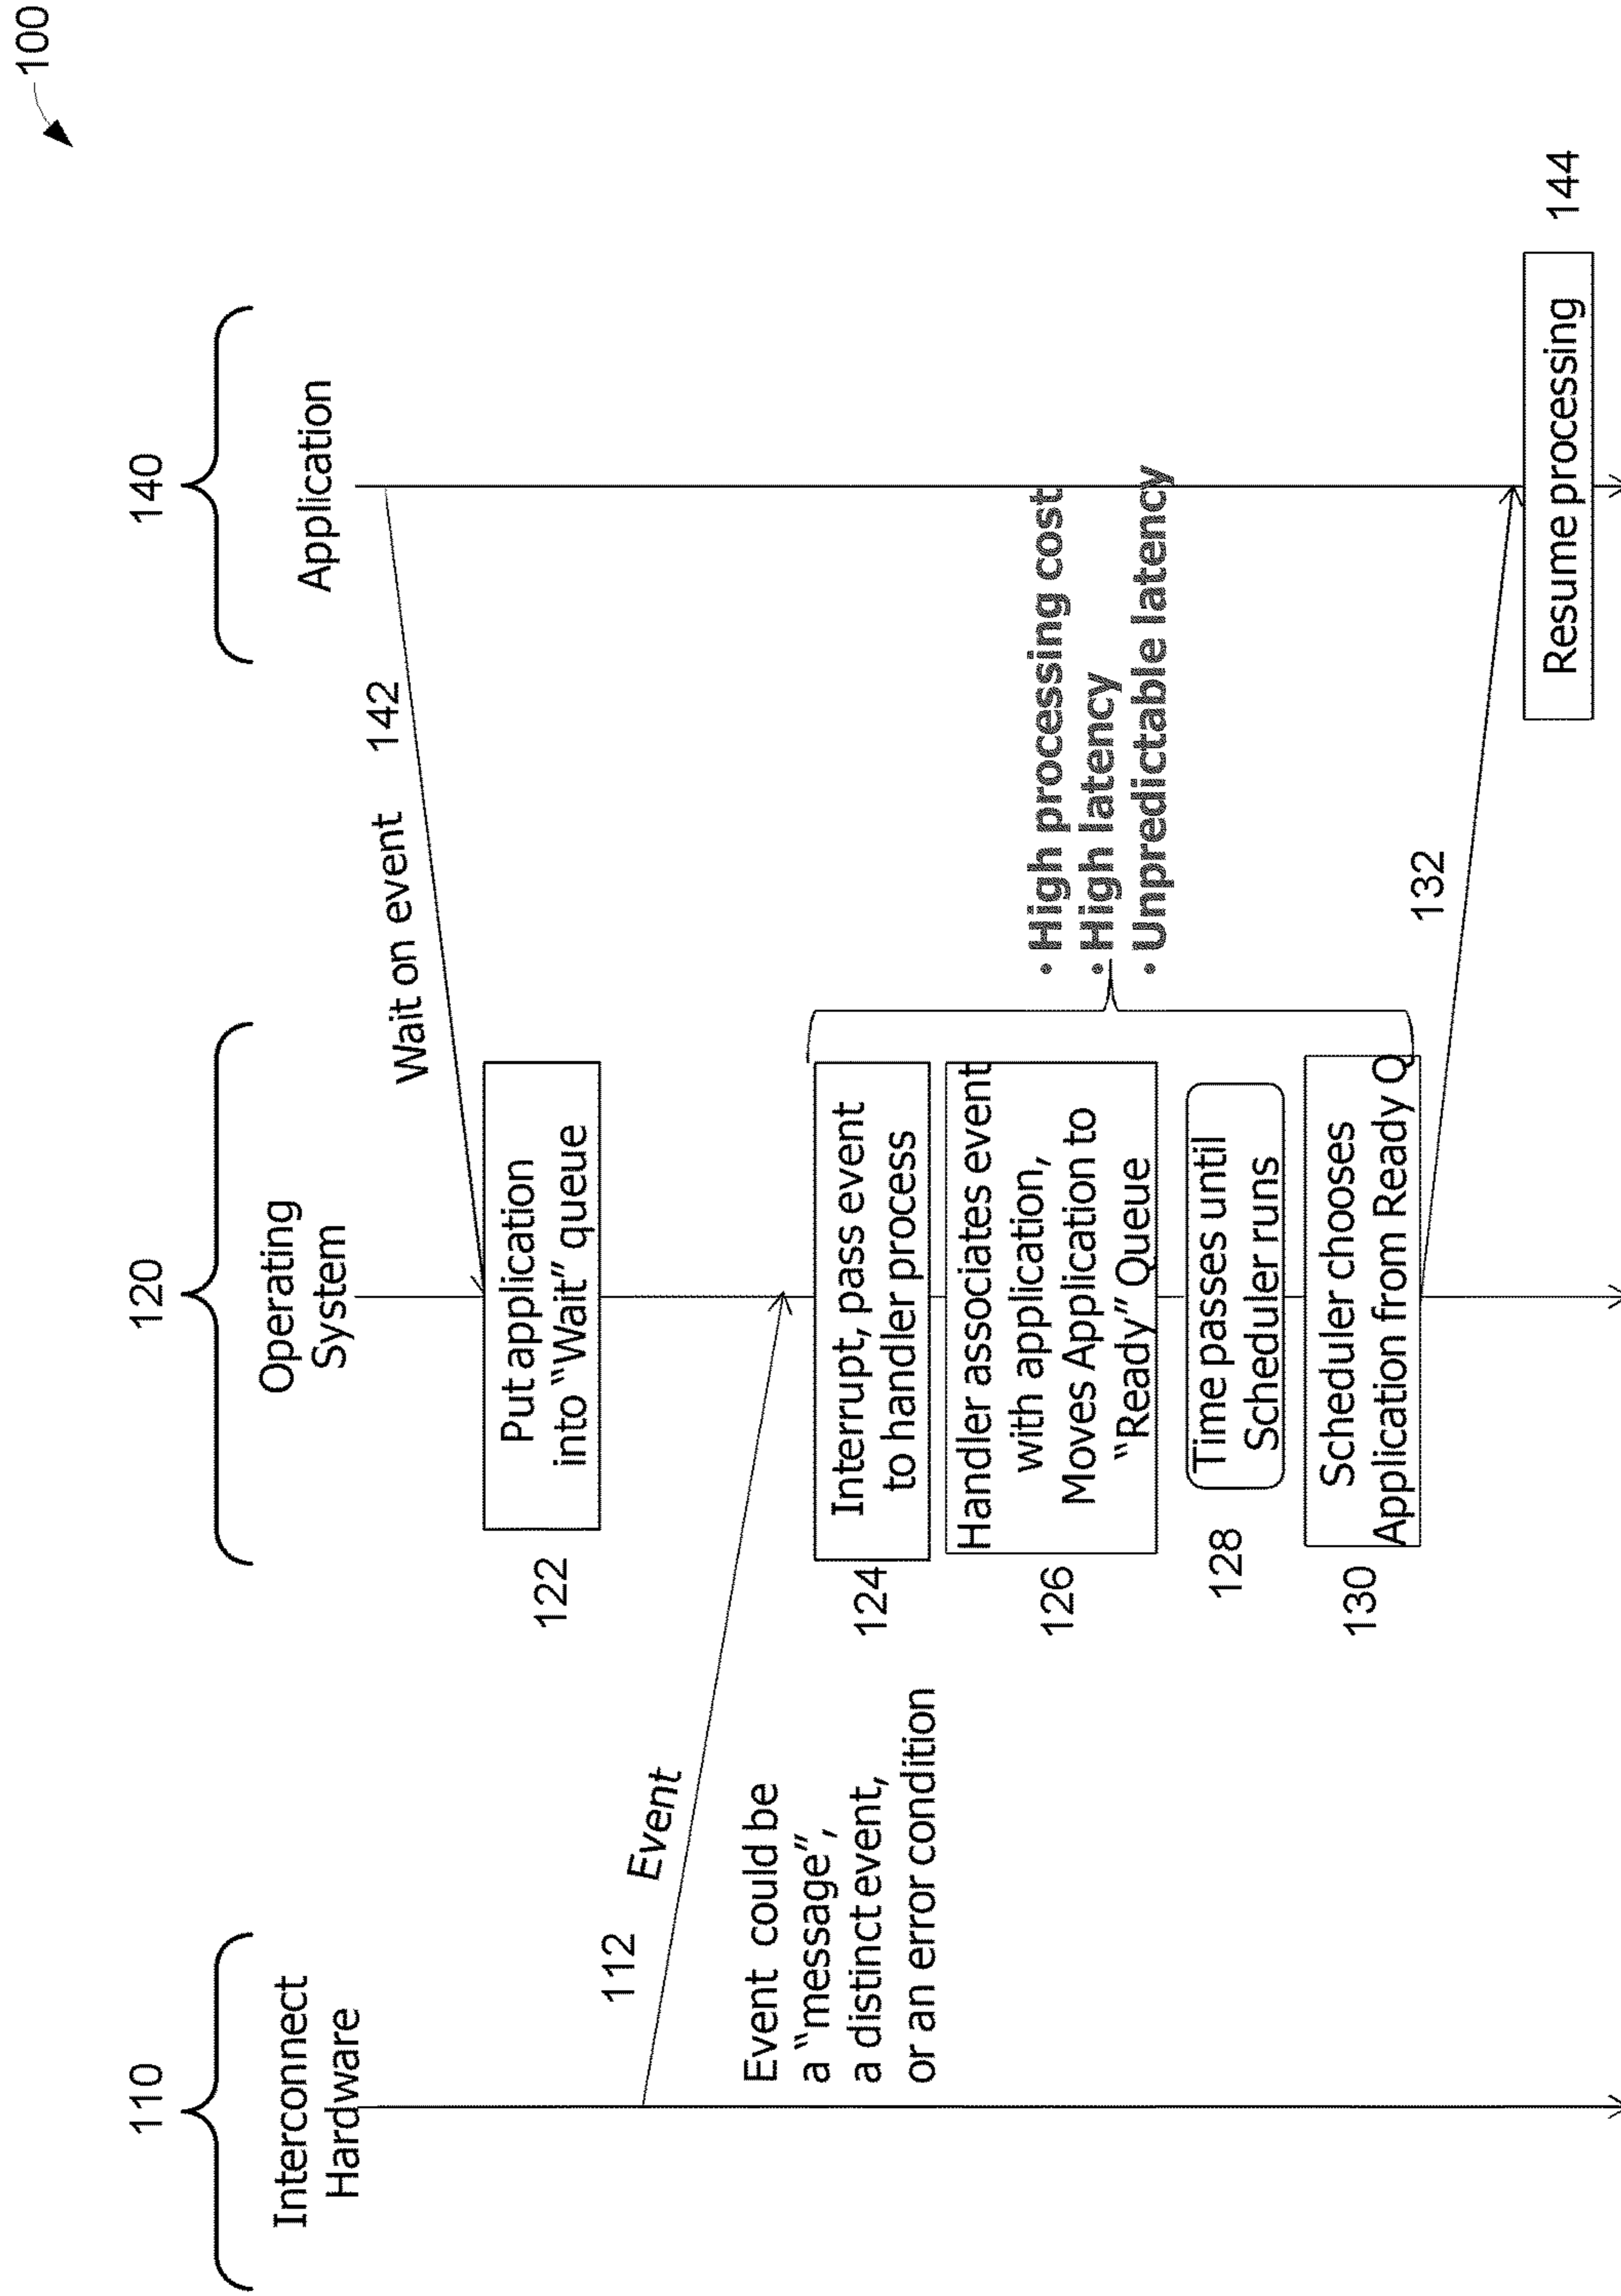 100
110
120
140
Interconnect
Hardware
Operating
System
Application
Wait on event
142
Put application
into “Wait” queue
122
112
Event
Event could be
a “message”,
a distinct event,
or an error condition
Interrupt, pass event
to handler process
124
Handler associates event
with application,
Moves Application to
“Ready” Queue
126
Time passes until
Scheduler runs
128
Scheduler chooses
Application from Ready Q
130
• High processing cost
• High latency
• Unpredictable latency
132
Resume processing
144